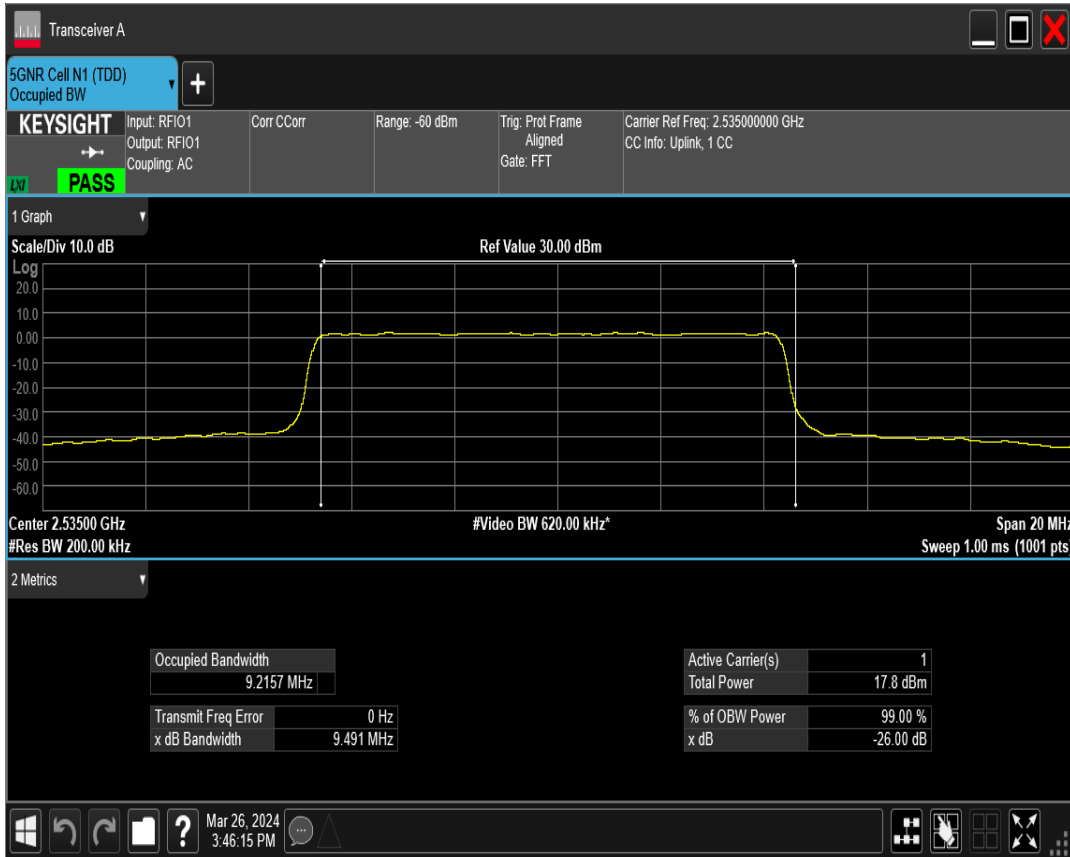 Transceiver A
5GNR Cell N1 (TDD)
Occupied BW
+
KEYSIGHT
LXI
PASS
Input: RFIO1
Output: RFIO1
Coupling: AC
Corr CCorr
Range: -60 dBm
Trig: Prot Frame
Aligned
Gate: FFT
Carrier Ref Freq: 2.535000000 GHz
CC Info: Uplink, 1 CC
1 Graph
Scale/Div 10.0 dB
Ref Value 30.00 dBm
Log
20.0
10.0
0.00
-10.0
-20.0
-30.0
-40.0
-50.0
-60.0
Center 2.53500 GHz
#Video BW 620.00 kHz*
Span 20 MHz
#Res BW 200.00 kHz
Sweep 1.00 ms (1001 pts)
2 Metrics
Occupied Bandwidth
9.2157 MHz
Transmit Freq Error 0 Hz
x dB Bandwidth 9.491 MHz
Active Carrier(s) 1
Total Power 17.8 dBm
% of OBW Power 99.00 %
x dB -26.00 dB
?
Mar 26, 2024
3:46:15 PM